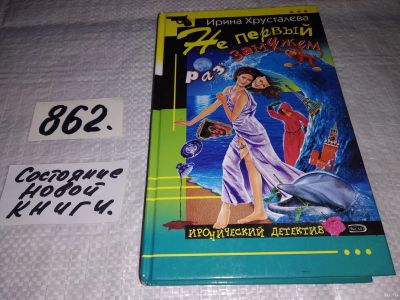 Ирина Хрусталева
Не первый
раз замужем
862.
Состояние
новой
книги.
ИРОНИЧЕСКИЙ ДЕТЕКТИВ